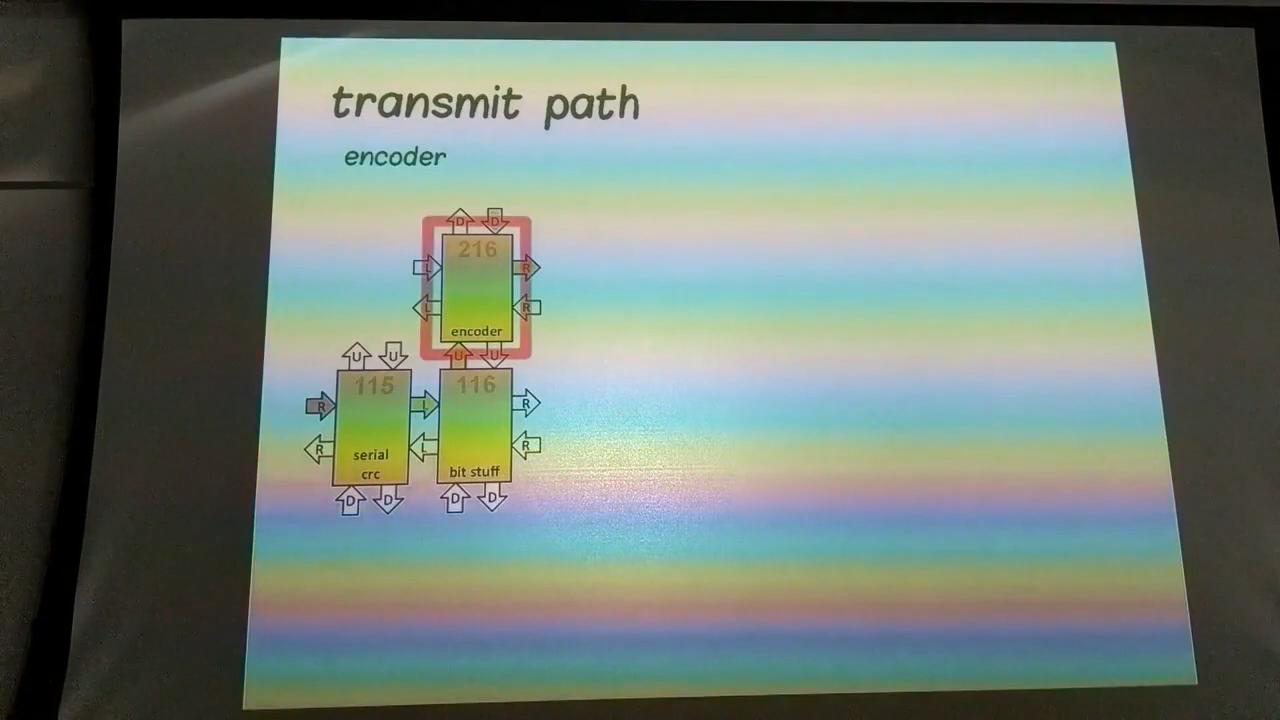 transmit path
encoder
D D
216
L R
L R
encoder
U U U U
115 116
R L R
R L R
serial
crc
bit stuff
D D D D